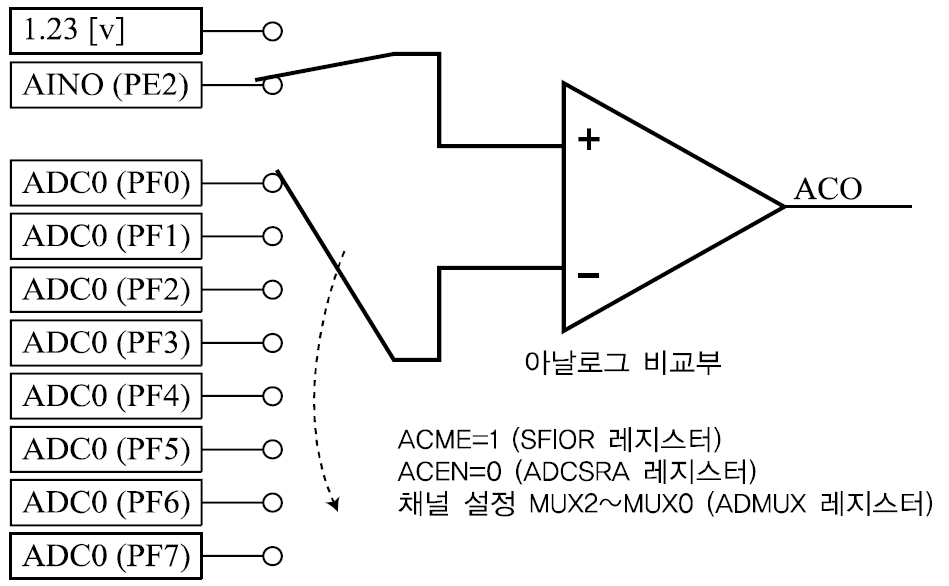 1.23 [v]
AINO (PE2)
ADC0 (PF0)
ADC0 (PF1)
ADC0 (PF2)
ADC0 (PF3)
ADC0 (PF4)
ADC0 (PF5)
ADC0 (PF6)
ADC0 (PF7)
+
−
ACO
아날로그 비교부
ACME=1 (SFIOR 레지스터)
ACEN=0 (ADCSRA 레지스터)
채널 설정 MUX2~MUX0 (ADMUX 레지스터)